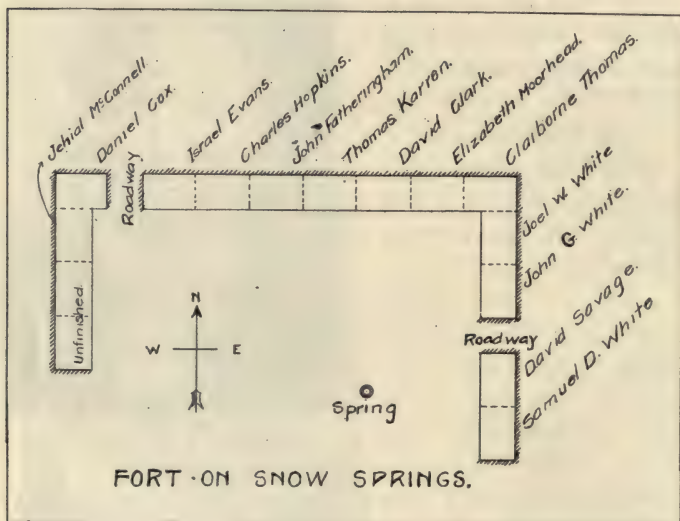 Jehial McConnell.
Daniel Cox.
Roadway
Israel Evans.
Charles Hopkins.
John Fatheringham.
Thomas Karren.
David Clark.
Elizabeth Moorhead.
Claiborne Thomas.
Joel W. White
John G. White.
Roadway
David Savage.
Samuel D. White
Unfinished.
N
W E
Spring
FORT ON SNOW SPRINGS.